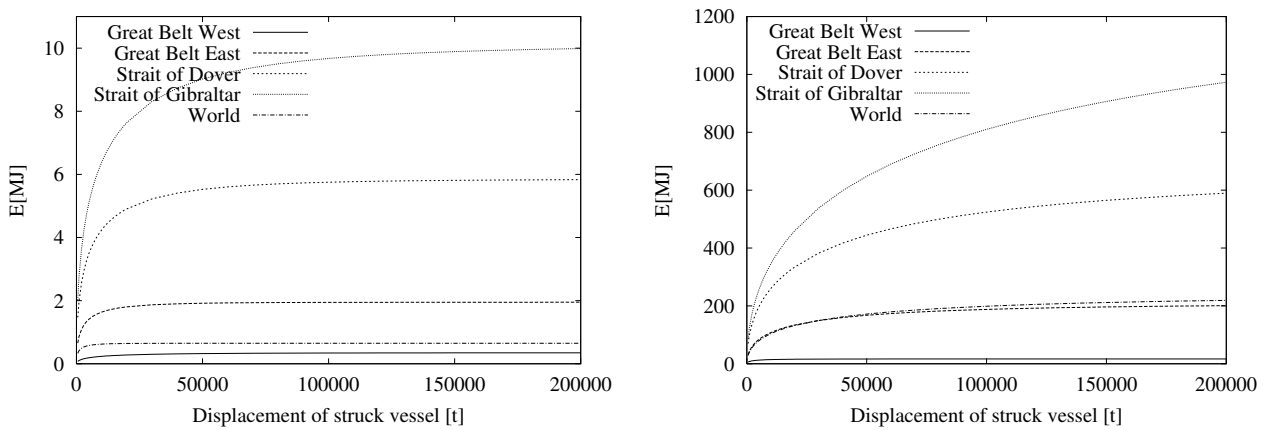 10
8
6
4
2
0
E[MJ]
Great Belt West
Great Belt East
Strait of Dover
Strait of Gibraltar
World
0 50000 100000 150000 200000
Displacement of struck vessel [t]
1200
1000
800
600
400
200
0
E[MJ]
Great Belt West
Great Belt East
Strait of Dover
Strait of Gibraltar
World
0 50000 100000 150000 200000
Displacement of struck vessel [t]